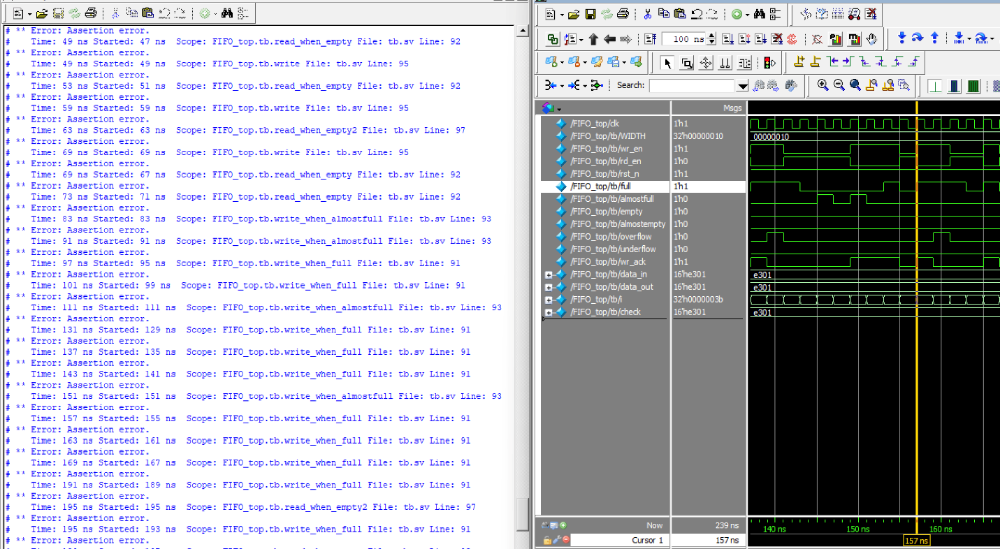 # ** Error: Assertion error.
#    Time: 49 ns Started: 47 ns  Scope: FIFO_top.tb.read_when_empty File: tb.sv Line: 92
# ** Error: Assertion error.
#    Time: 49 ns Started: 49 ns  Scope: FIFO_top.tb.write File: tb.sv Line: 95
# ** Error: Assertion error.
#    Time: 53 ns Started: 51 ns  Scope: FIFO_top.tb.read_when_empty File: tb.sv Line: 92
# ** Error: Assertion error.
#    Time: 59 ns Started: 59 ns  Scope: FIFO_top.tb.write File: tb.sv Line: 95
# ** Error: Assertion error.
#    Time: 63 ns Started: 63 ns  Scope: FIFO_top.tb.read_when_empty2 File: tb.sv Line: 97
# ** Error: Assertion error.
#    Time: 69 ns Started: 69 ns  Scope: FIFO_top.tb.write File: tb.sv Line: 95
# ** Error: Assertion error.
#    Time: 69 ns Started: 67 ns  Scope: FIFO_top.tb.read_when_empty File: tb.sv Line: 92
# ** Error: Assertion error.
#    Time: 73 ns Started: 71 ns  Scope: FIFO_top.tb.read_when_empty File: tb.sv Line: 92
# ** Error: Assertion error.
#    Time: 83 ns Started: 83 ns  Scope: FIFO_top.tb.write_when_almostfull File: tb.sv Line: 93
# ** Error: Assertion error.
#    Time: 91 ns Started: 91 ns  Scope: FIFO_top.tb.write_when_almostfull File: tb.sv Line: 93
# ** Error: Assertion error.
#    Time: 97 ns Started: 95 ns  Scope: FIFO_top.tb.write_when_full File: tb.sv Line: 91
# ** Error: Assertion error.
#    Time: 101 ns Started: 99 ns  Scope: FIFO_top.tb.write_when_full File: tb.sv Line: 91
# ** Error: Assertion error.
#    Time: 111 ns Started: 111 ns  Scope: FIFO_top.tb.write_when_almostfull File: tb.sv Line: 93
# ** Error: Assertion error.
#    Time: 131 ns Started: 129 ns  Scope: FIFO_top.tb.write_when_full File: tb.sv Line: 91
# ** Error: Assertion error.
#    Time: 137 ns Started: 135 ns  Scope: FIFO_top.tb.write_when_full File: tb.sv Line: 91
# ** Error: Assertion error.
#    Time: 143 ns Started: 141 ns  Scope: FIFO_top.tb.write_when_full File: tb.sv Line: 91
# ** Error: Assertion error.
#    Time: 151 ns Started: 151 ns  Scope: FIFO_top.tb.write_when_almostfull File: tb.sv Line: 93
# ** Error: Assertion error.
#    Time: 157 ns Started: 155 ns  Scope: FIFO_top.tb.write_when_full File: tb.sv Line: 91
# ** Error: Assertion error.
#    Time: 163 ns Started: 161 ns  Scope: FIFO_top.tb.write_when_full File: tb.sv Line: 91
# ** Error: Assertion error.
#    Time: 169 ns Started: 167 ns  Scope: FIFO_top.tb.write_when_full File: tb.sv Line: 91
# ** Error: Assertion error.
#    Time: 191 ns Started: 189 ns  Scope: FIFO_top.tb.write_when_full File: tb.sv Line: 91
# ** Error: Assertion error.
#    Time: 195 ns Started: 195 ns  Scope: FIFO_top.tb.read_when_empty2 File: tb.sv Line: 97
# ** Error: Assertion error.
#    Time: 195 ns Started: 193 ns  Scope: FIFO_top.tb.write_when_full File: tb.sv Line: 91
# ** Error: Assertion error.
100 ns
Search:
Msgs
/FIFO_top/clk 1'h1
/FIFO_top/tb/WIDTH 32'h00000010 00000010
/FIFO_top/tb/wr_en 1'h1
/FIFO_top/tb/rd_en 1'h0
/FIFO_top/tb/rst_n 1'h1
/FIFO_top/tb/full 1'h1
/FIFO_top/tb/almostfull 1'h0
/FIFO_top/tb/empty 1'h0
/FIFO_top/tb/almostempty 1'h0
/FIFO_top/tb/overflow 1'h0
/FIFO_top/tb/underflow 1'h0
/FIFO_top/tb/wr_ack 1'h1
/FIFO_top/tb/data_in 16'he301 e301
/FIFO_top/tb/data_out 16'he301 e301
/FIFO_top/tb/i 32'h0000003b
/FIFO_top/tb/check 16'he301 e301
Now 239 ns 140 ns 150 ns 160 ns
Cursor 1 157 ns 157 ns